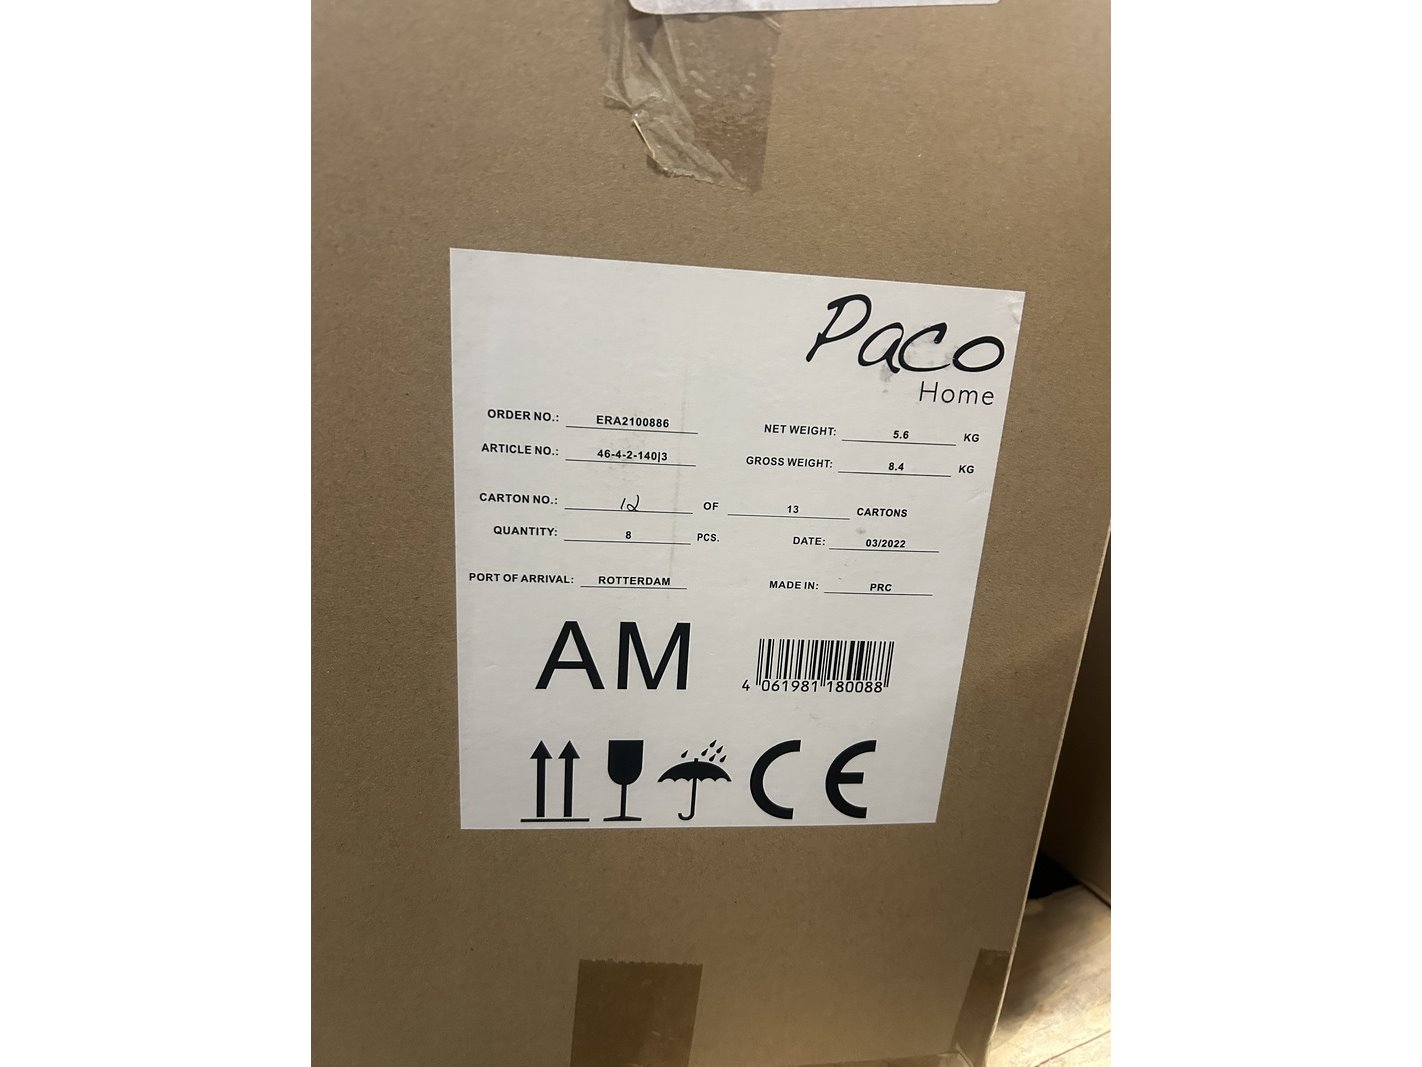 Paco
Home
ORDER NO.: ERA2100886
NET WEIGHT: 5.6 KG
ARTICLE NO.: 46-4-2-140|3
GROSS WEIGHT: 8.4 KG
CARTON NO.: 12 OF 13 CARTONS
QUANTITY: 8 PCS.
DATE: 03/2022
PORT OF ARRIVAL: ROTTERDAM
MADE IN: PRC
AM
4 061981 180088
CE